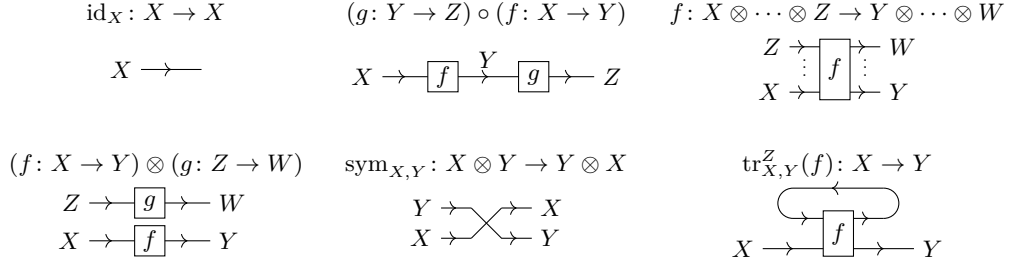 id_X : X → X
(g : Y → Z) ∘ (f : X → Y)
f : X ⊗ ⋯ ⊗ Z → Y ⊗ ⋯ ⊗ W
X
X f Y g Z
Z W
⋮ f ⋮
X Y
(f : X → Y) ⊗ (g : Z → W)
sym_{X,Y} : X ⊗ Y → Y ⊗ X
tr^Z_{X,Y}(f) : X → Y
Z g W
X f Y
Y X
X Y
f
X Y